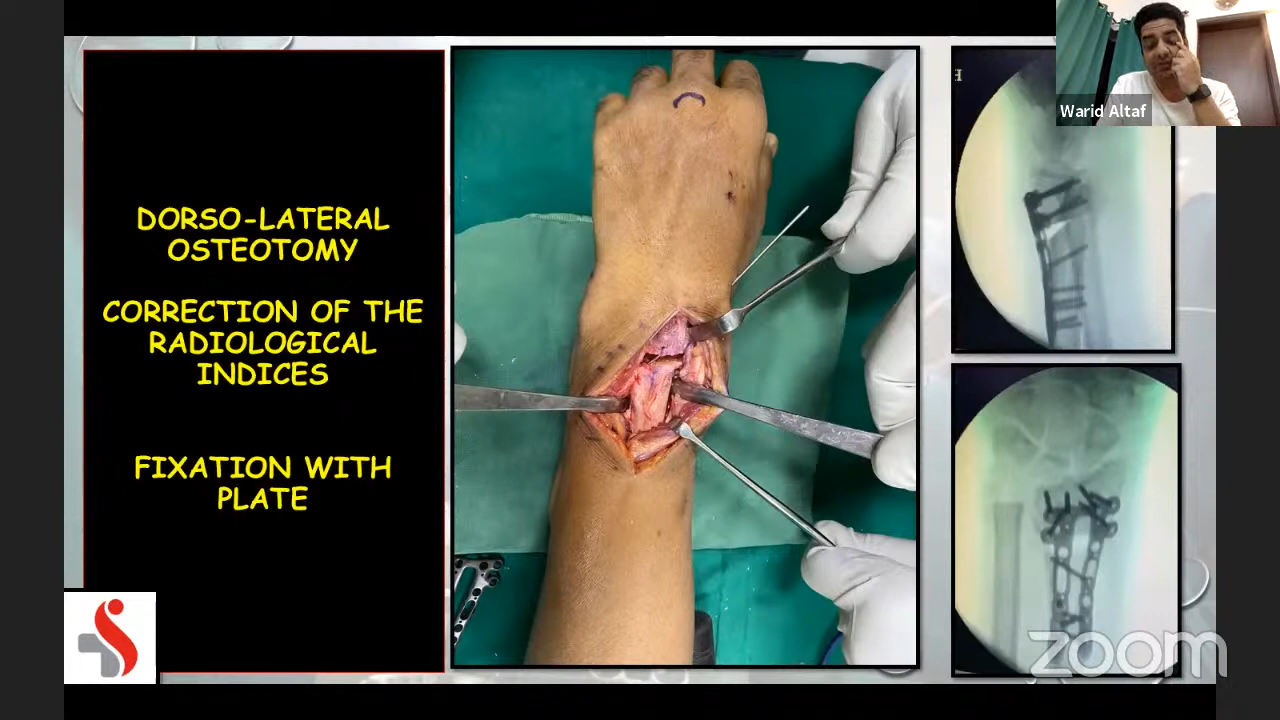 DORSO-LATERAL
OSTEOTOMY
CORRECTION OF THE
RADIOLOGICAL
INDICES
FIXATION WITH
PLATE
H
Warid Altaf
zoom